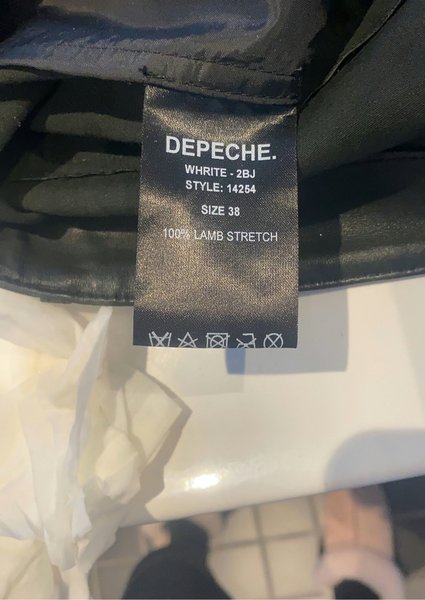 DEPECHE.
WHRITE - 2BJ
STYLE: 14254
SIZE 38
100% LAMB STRETCH